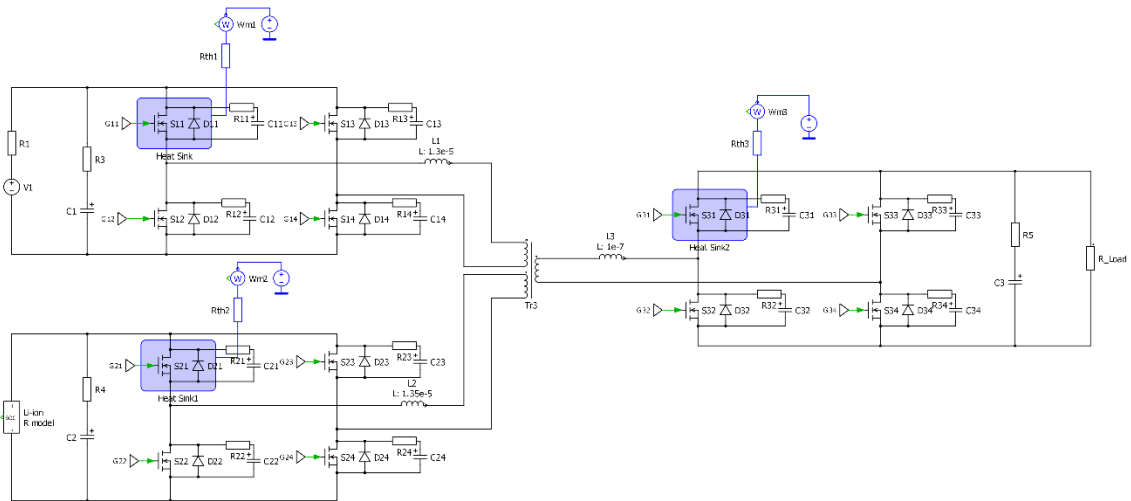 W Wm1
Rth1
R1
V1
R3
C1
G11
S11
D11
R11
C11
Heat Sink
G13
S13
D13
R13
C13
L1
L: 1.3e-5
G12
S12
D12
R12
C12
G14
S14
D14
R14
C14
W Wm2
Rth2
Li-ion
R model
R4
C2
G21
S21
D21
R21
C21
Heat Sink1
G23
S23
D23
R23
C23
L2
L: 1.35e-5
G22
S22
D22
R22
C22
G24
S24
D24
R24
C24
Tr3
L3
L: 1e-7
W Wm3
Rth3
G31
S31
D31
R31
C31
Heat Sink2
G33
S33
D33
R33
C33
G32
S32
D32
R32
C32
G34
S34
D34
R34
C34
R5
C3
R_Load